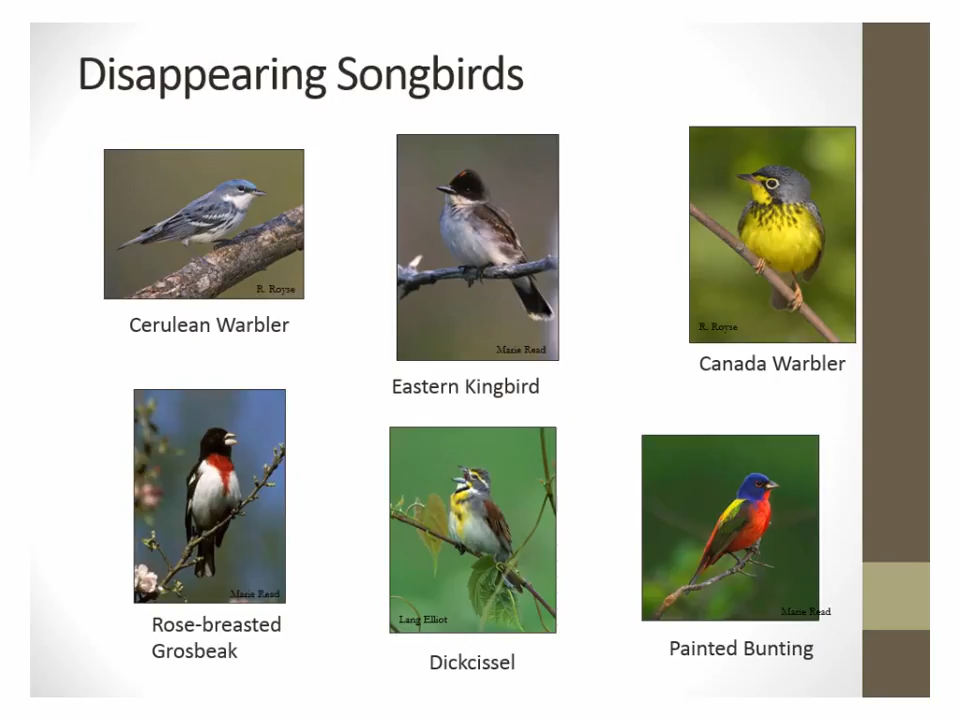 Disappearing Songbirds
R. Royse
Cerulean Warbler
Marie Read
Eastern Kingbird
R. Royse
Canada Warbler
Marie Read
Rose-breasted
Grosbeak
Lang Elliot
Dickcissel
Marie Read
Painted Bunting